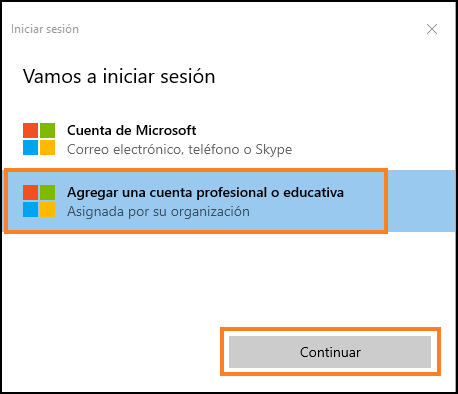 Iniciar sesión
Vamos a iniciar sesión
Cuenta de Microsoft
Correo electrónico, teléfono o Skype
Agregar una cuenta profesional o educativa
Asignada por su organización
Continuar